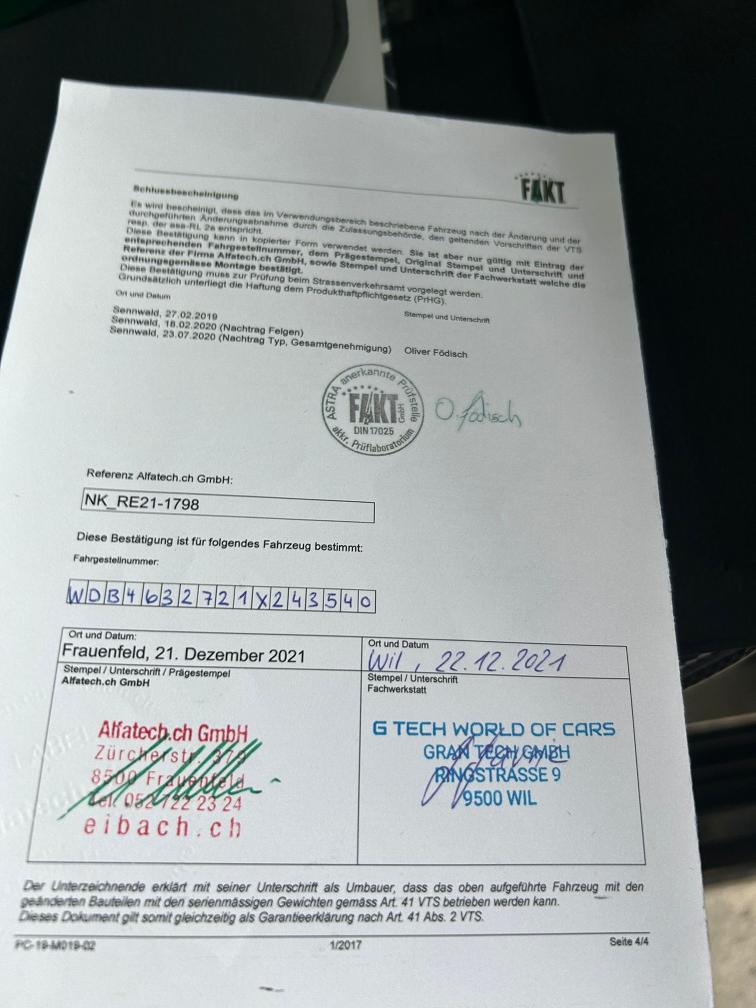 FAKT
Schlussbescheinigung
Es wird bescheinigt, dass das im Verwendungsbereich beschriebene Fahrzeug nach der Änderung und der
durchgeführten Änderungsabnahme durch die Zulassungsbehörde, den geltenden Vorschriften der VTS
resp. der asa-RL 2a entspricht.
Diese Bestätigung kann in kopierter Form verwendet werden. Sie ist aber nur gültig mit Eintrag der
entsprechenden Fahrgestellnummer, dem Prägestempel, Original Stempel und Unterschrift und
Referenz der Firma Alfatech.ch GmbH, sowie Stempel und Unterschrift der Fachwerkstatt welche die
ordnungsgemässe Montage bestätigt.
Diese Bestätigung muss zur Prüfung beim Strassenverkehrsamt vorgelegt werden.
Grundsätzlich unterliegt die Haftung dem Produkthaftpflichtgesetz (PrHG).
Ort und Datum
Stempel und Unterschrift
Sennwald, 27.02.2019
Sennwald, 18.02.2020 (Nachtrag Felgen)
Sennwald, 23.07.2020 (Nachtrag Typ, Gesamtgenehmigung) Oliver Födisch
ASTRA anerkannte Prüfstelle
FAKT GmbH
DIN 17025
akkr. Prüflaboratorium
O. Födisch
Referenz Alfatech.ch GmbH:
NK_RE21-1798
Diese Bestätigung ist für folgendes Fahrzeug bestimmt:
Fahrgestellnummer:
WDB4632721X243540
Ort und Datum:
Frauenfeld, 21. Dezember 2021
Stempel / Unterschrift / Prägestempel
Alfatech.ch GmbH
Ort und Datum
Wil, 22.12.2021
Stempel / Unterschrift
Fachwerkstatt
Alfatech.ch GmbH
Zürcherstr. 310
8500 Frauenfeld
tel. 052 722 23 24
eibach.ch
G TECH WORLD OF CARS
GRAN TECH GMBH
RINGSTRASSE 9
9500 WIL
Der Unterzeichnende erklärt mit seiner Unterschrift als Umbauer, dass das oben aufgeführte Fahrzeug mit den
geänderten Bauteilen mit den serienmässigen Gewichten gemäss Art. 41 VTS betrieben werden kann.
Dieses Dokument gilt somit gleichzeitig als Garantieerklärung nach Art. 41 Abs. 2 VTS.
PC-19-M019-02
1/2017
Seite 4/4